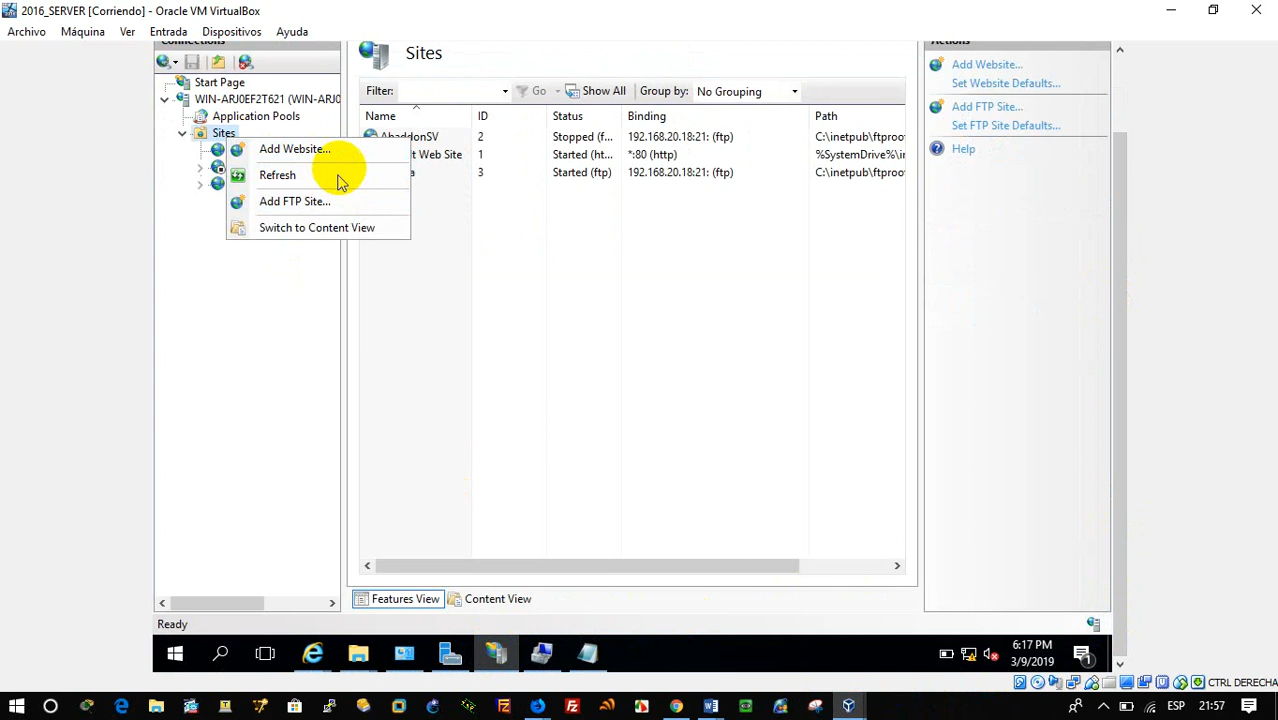 2016_SERVER [Corriendo] - Oracle VM VirtualBox
Archivo Máquina Ver Entrada Dispositivos Ayuda
Connections
Start Page
WIN-ARJ0EF2T621 (WIN-ARJ0
Application Pools
Sites
Add Website...
Refresh
Add FTP Site...
Switch to Content View
Sites
Filter: Go Show All Group by: No Grouping
Name ID Status Binding Path
AbaddonSV 2 Stopped (f... 192.168.20.18:21: (ftp) C:\inetpub\ftproo
t Web Site 1 Started (ht... *:80 (http) %SystemDrive%\in
a 3 Started (ftp) 192.168.20.18:21: (ftp) C:\inetpub\ftproo
Features View Content View
Actions
Add Website...
Set Website Defaults...
Add FTP Site...
Set FTP Site Defaults...
Help
Ready
6:17 PM
3/9/2019
1
CTRL DERECHA
ESP 21:57